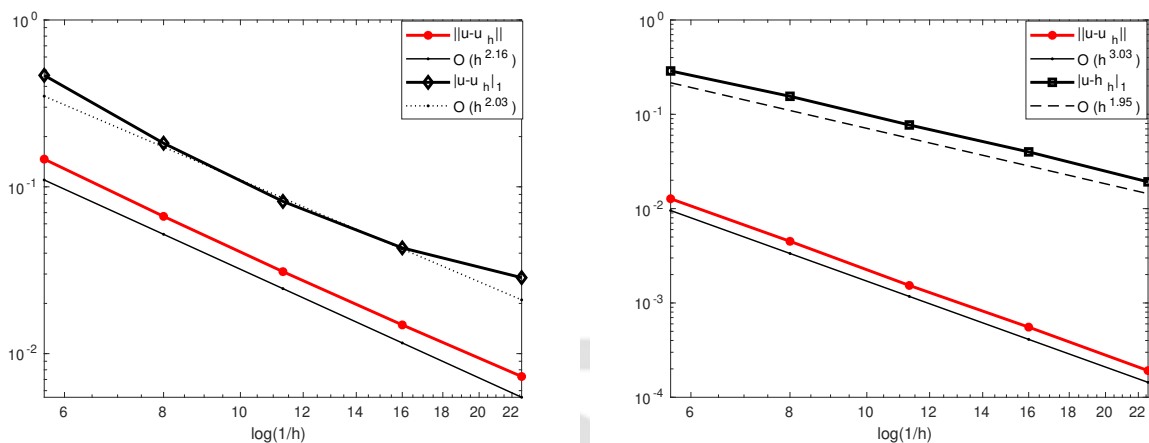 10^0
10^-1
10^-2
6 8 10 12 14 16 18 20 22
log(1/h)
||u-u_h||
O (h^2.16)
|u-u_h|_1
O (h^2.03)
10^0
10^-1
10^-2
10^-3
10^-4
6 8 10 12 14 16 18 20 22
log(1/h)
||u-u_h||
O (h^3.03)
|u-h_h|_1
O (h^1.95)